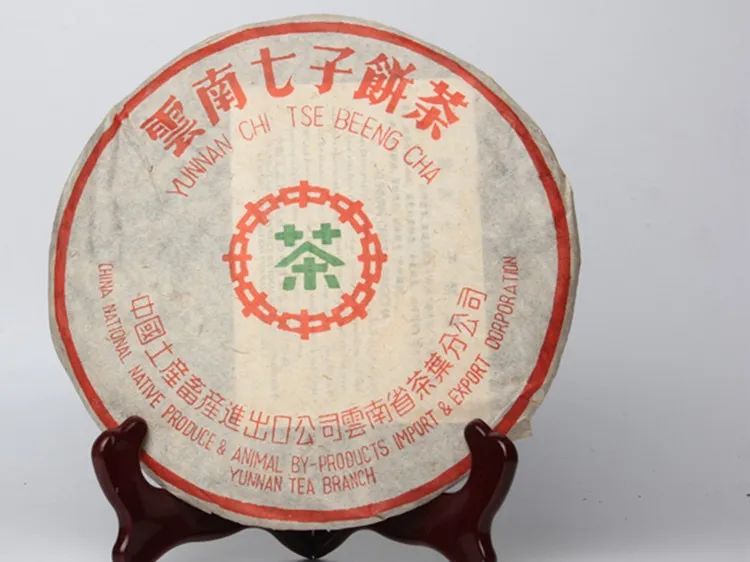 雲南七子餅茶
YUNNAN CHI TSE BEENG CHA
茶
中國土產畜產進出口公司雲南省茶葉分公司
CHINA NATIONAL NATIVE PRODUCE & ANIMAL BY-PRODUCTS IMPORT & EXPORT CORPORATION
YUNNAN TEA BRANCH